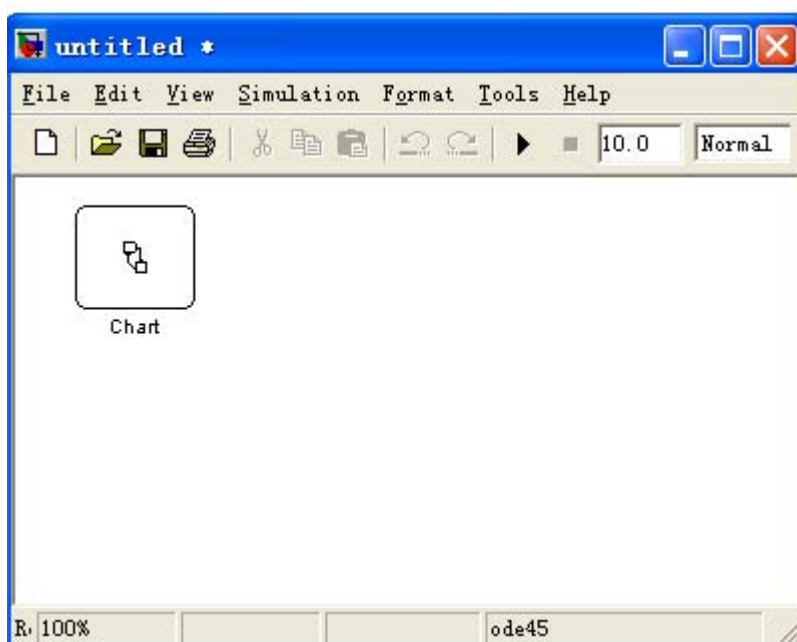 untitled *
File Edit View Simulation Format Tools Help
10.0 Normal
Chart
100% ode45